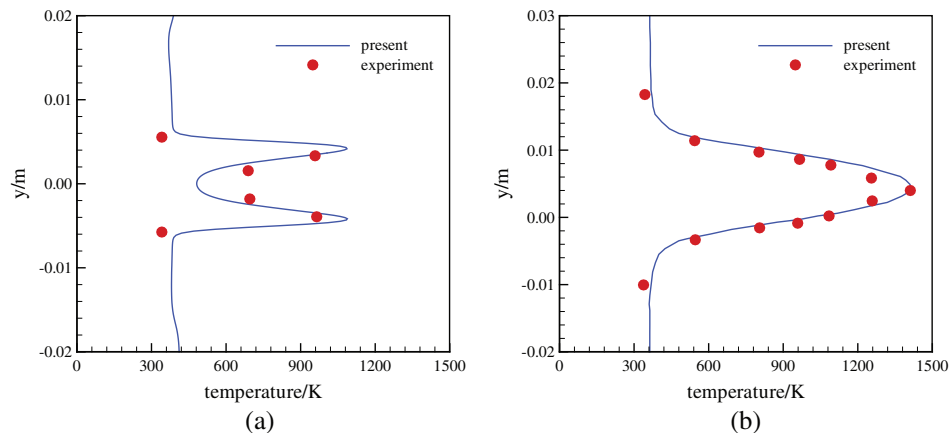 0.02
0.01
0.00
-0.01
-0.02
y/m
0 300 600 900 1200 1500
temperature/K
present
experiment
(a)
0.03
0.02
0.01
0.00
-0.01
-0.02
y/m
0 300 600 900 1200 1500
temperature/K
present
experiment
(b)